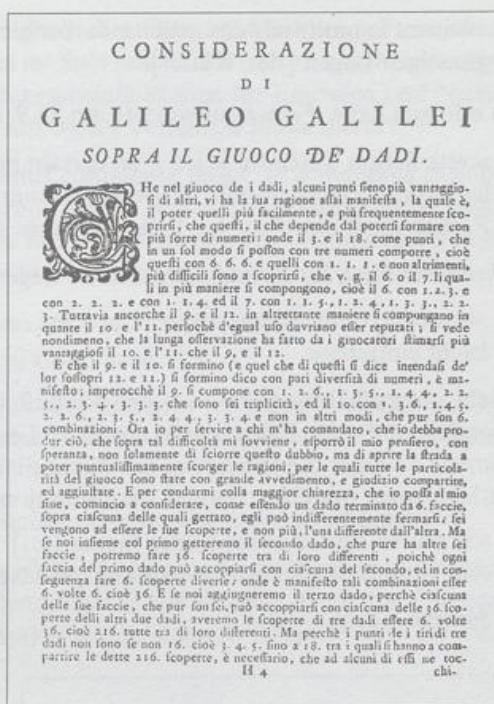 CONSIDERAZIONE
DI
GALILEO GALILEI
SOPRA IL GIUOCO DE' DADI.
CHe nel giuoco de i dadi, alcuni punti sieno più vantaggio-
si di altri, vi ha la sua ragione assai manifesta, la quale è,
il poter quelli più facilmente, e più frequentemente sco-
prirsi, che questi, il che depende dal potersi formare con
più sorte di numeri: onde il 3. e il 18. come punti, che
in un sol modo si posson con tre numeri comporre, cioè
questi con 6. 6. 6. e quelli con 1. 1. 1. e non altrimenti,
più difficili sono a scoprirsi, che v. g. il 6. o il 7. li qua-
li in più maniere si compongono, cioè il 6. con 1. 2. 3. e
con 2. 2. 2. e con 1. 1. 4. ed il 7. con 1. 1. 5., 1. 2. 4., 1. 3. 3., 2. 2.
3. Tuttavia ancorche il 9. e il 12. in altrettante maniere si compongano in
quante il 10. e l'11. perlochè d'egual uso dovriano esser reputati; si vede
nondimeno, che la lunga osservazione ha fatto da i giuocatori stimarsi più
vantaggiosi il 10. e l'11. che il 9. e il 12.
E che il 9. e il 10. si formino (e quel che di questi si dice intendasi de'
lor sossopri 12. e 11.) si formino dico con pari diversità di numeri, è ma-
nifesto; imperocchè il 9. si compone con 1. 2. 6., 1. 3. 5., 1. 4. 4., 2. 2.
5., 2. 3. 4., 3. 3. 3. che sono sei triplicità, ed il 10. con 1. 3. 6., 1. 4. 5.
2. 2. 6., 2. 3. 5., 2. 4. 4., 3. 3. 4. e non in altri modi, che pur son 6.
combinazioni. Ora io per servire a chi m'ha comandato, che io debba pro-
dur ciò, che sopra tal difficoltà mi sovviene, esporrò il mio pensiero, con
speranza, non solamente di sciorre questo dubbio, ma di aprire la strada a
poter puntualissimamente scorger le ragioni, per le quali tutte le particola-
rità del giuoco sono state con grande avvedimento, e giudizio compartite,
ed aggiustate. E per condurmi colla maggior chiarezza, che io possa al mio
fine, comincio a considerare, come essendo un dado terminato da 6. faccie,
sopra ciascuna delle quali gettato, egli può indifferentemente fermarsi; sei
vengono ad essere le sue scoperte, e non più, l'una differente dall'altra. Ma
se noi insieme col primo getteremo il secondo dado, che pure ha altre sei
faccie, potremo fare 36. scoperte tra di loro differenti, poichè ogni
faccia del primo dado può accoppiarsi con ciascuna del secondo, ed in con-
seguenza fare 6. scoperte diverse; onde è manifesto tali combinazioni esser
6. volte 6. cioè 36. E se noi aggiugneremo il terzo dado, perchè ciascuna
delle sue faccie, che pur son sei, può accoppiarsi con ciascuna delle 36. sco-
perte delli altri due dadi, averemo le scoperte di tre dadi essere 6. volte
36. cioè 216. tutte tra di loro differenti. Ma perchè i punti de i tiri di tre
dadi non sono se non 16. cioè 3. 4. 5. sino a 18. tra i quali si hanno a com-
partire le dette 216. scoperte, è necessario, che ad alcuni di essi ne toc-
H 4
chi-